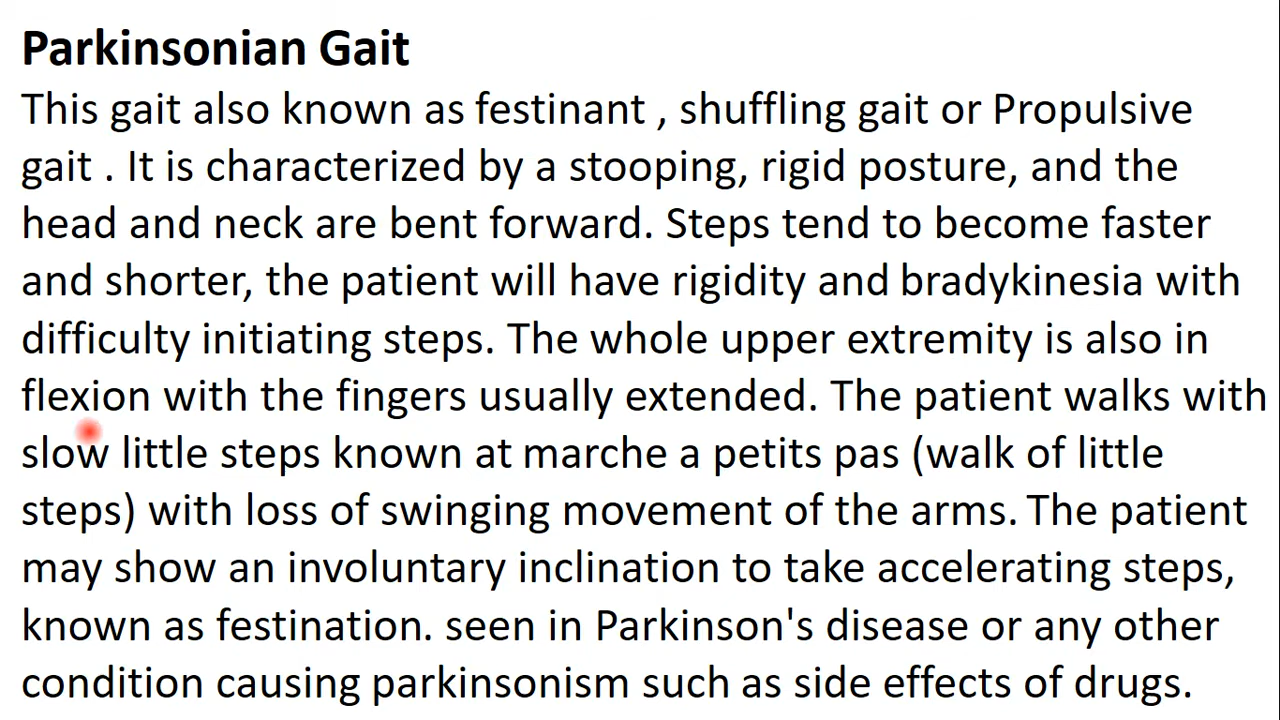 Parkinsonian Gait
This gait also known as festinant , shuffling gait or Propulsive
gait . It is characterized by a stooping, rigid posture, and the
head and neck are bent forward. Steps tend to become faster
and shorter, the patient will have rigidity and bradykinesia with
difficulty initiating steps. The whole upper extremity is also in
flexion with the fingers usually extended. The patient walks with
slow little steps known at marche a petits pas (walk of little
steps) with loss of swinging movement of the arms. The patient
may show an involuntary inclination to take accelerating steps,
known as festination. seen in Parkinson's disease or any other
condition causing parkinsonism such as side effects of drugs.